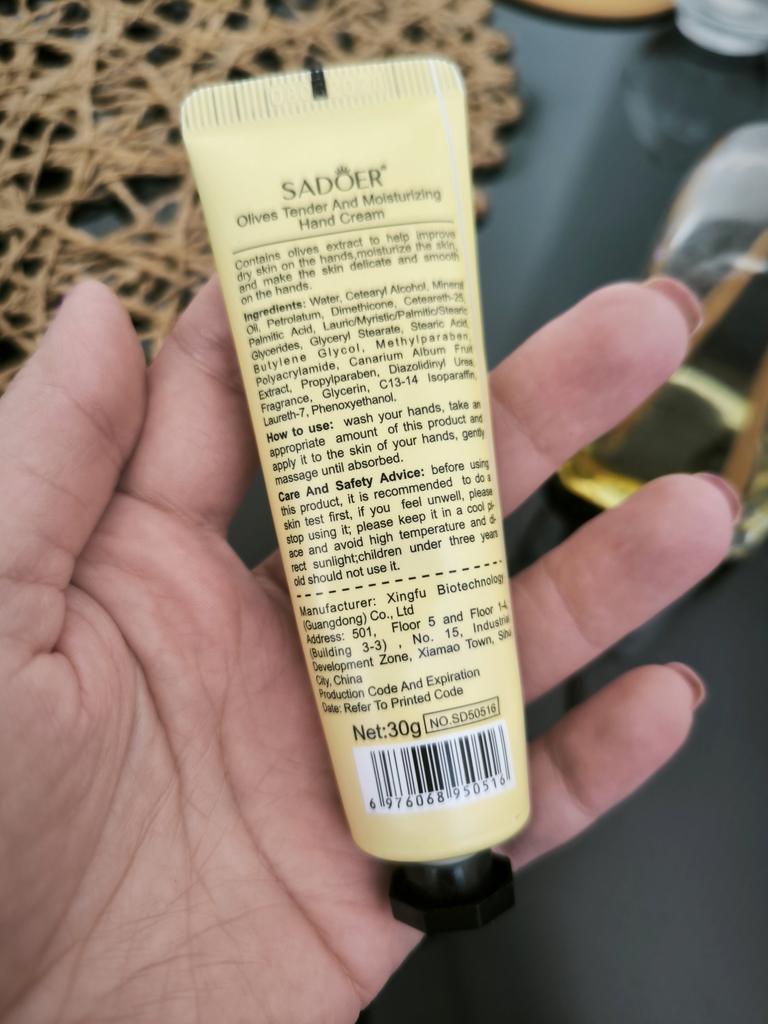 SADOER
Olives Tender And Moisturizing
Hand Cream
Contains olives extract to help improve
dry skin on the hands,moisturize the skin,
and make the skin delicate and smooth
on the hands.
Ingredients: Water, Cetearyl Alcohol, Mineral
Oil, Petrolatum, Dimethicone, Ceteareth-25,
Palmitic Acid, Lauric/Myristic/Palmitic/Stearic
Glycerides, Glyceryl Stearate, Stearic Acid,
Butylene Glycol, Methylparaben,
Polyacrylamide, Canarium Album Fruit
Extract, Propylparaben, Diazolidinyl Urea,
Fragrance, Glycerin, C13-14 Isoparaffin,
Laureth-7, Phenoxyethanol.
How to use: wash your hands, take an
appropriate amount of this product and
apply it to the skin of your hands, gently
massage until absorbed.
Care And Safety Advice: before using
this product, it is recommended to do a
skin test first, if you feel unwell, please
stop using it; please keep it in a cool pl-
ace and avoid high temperature and di-
rect sunlight;children under three years
old should not use it.
Manufacturer: Xingfu Biotechnology
(Guangdong) Co., Ltd
Address: 501, Floor 5 and Floor 1-4,
(Building 3-3) , No. 15, Industrial
Development Zone, Xiamao Town, Sihui
City, China
Production Code And Expiration
Date: Refer To Printed Code
Net:30g NO.SD50516
6 976068 950516